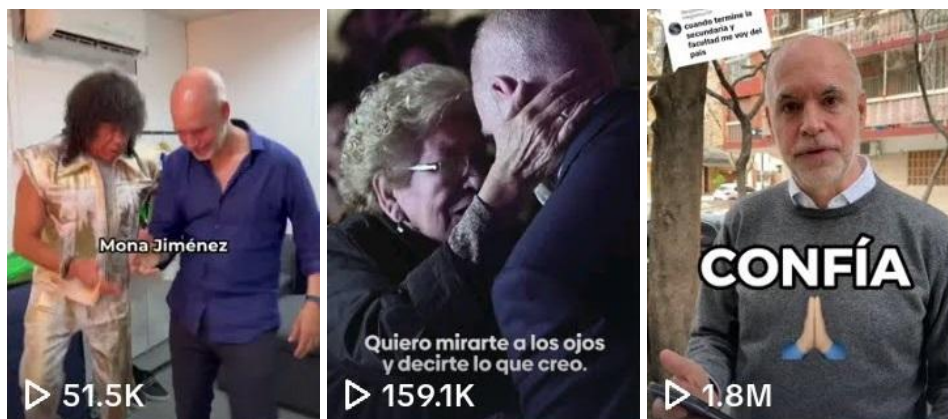 Mona Jiménez
51.5K
Quiero mirarte a los ojos
y decirte lo que creo.
159.1K
cuando termine la
secundaria y
facultad me voy del
país
CONFÍA
1.8M